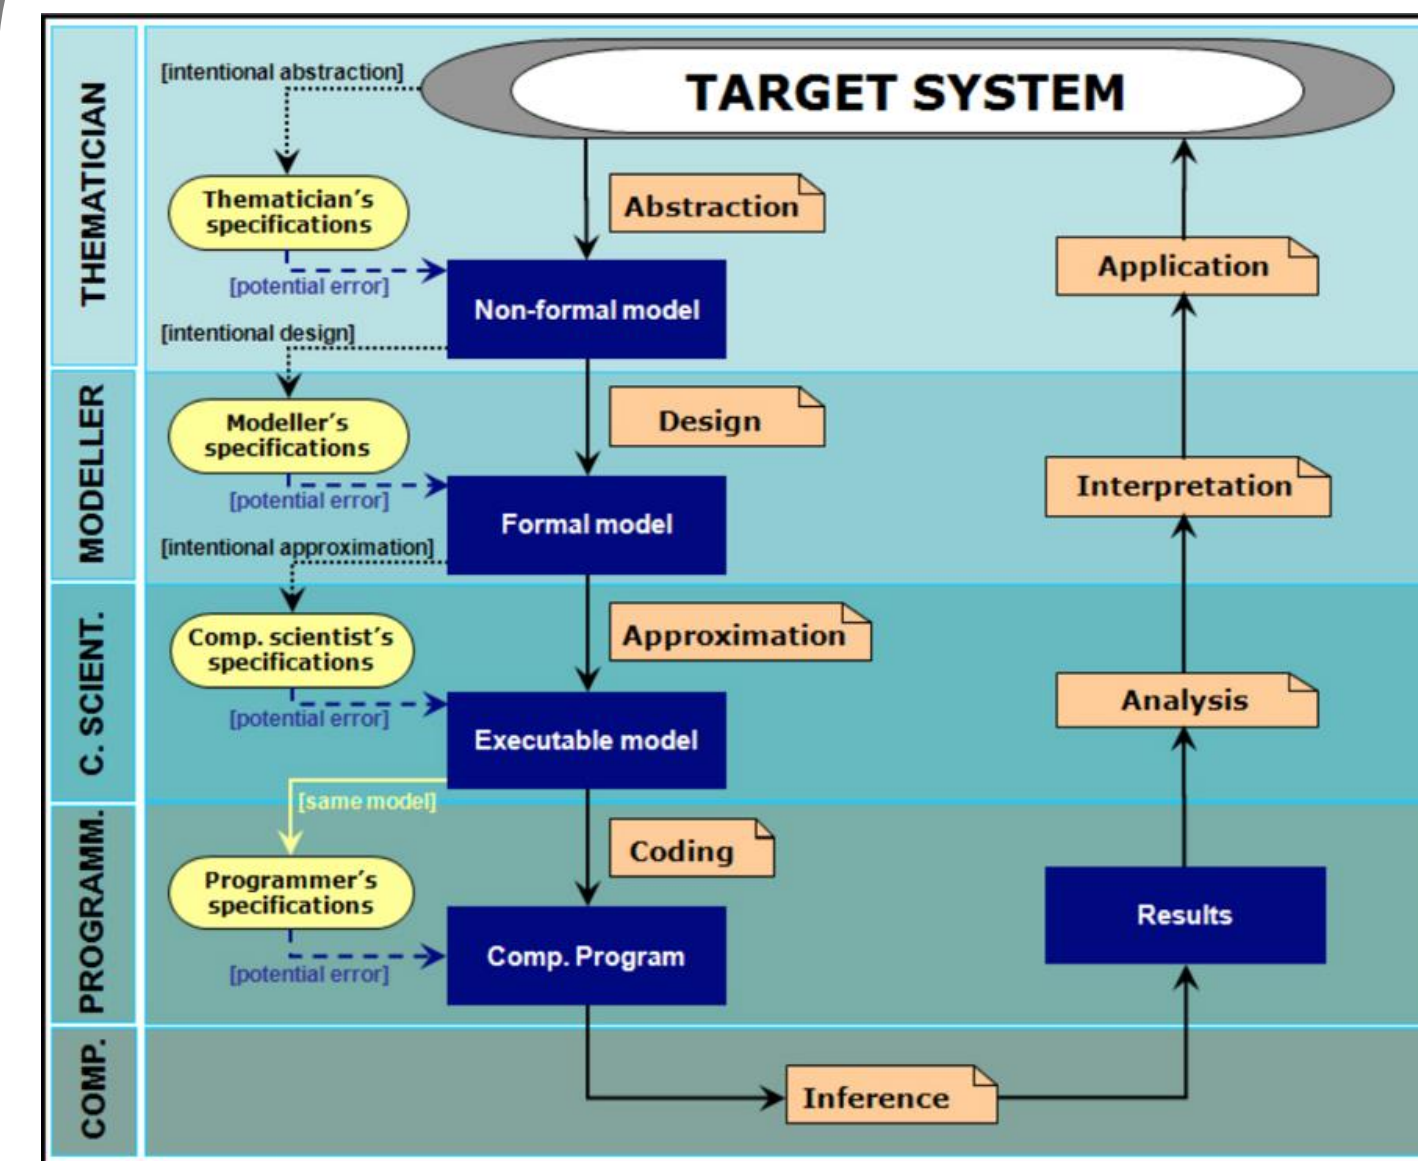 THEMATICIAN
[intentional abstraction]
TARGET SYSTEM
Thematician's
specifications
Abstraction
[potential error]
Non-formal model
Application
[intentional design]
MODELLER
Modeller's
specifications
Design
[potential error]
Formal model
Interpretation
[intentional approximation]
C. SCIENT.
Comp. scientist's
specifications
Approximation
[potential error]
Executable model
Analysis
[same model]
PROGRAMM.
Programmer's
specifications
Coding
[potential error]
Comp. Program
Results
COMP.
Inference